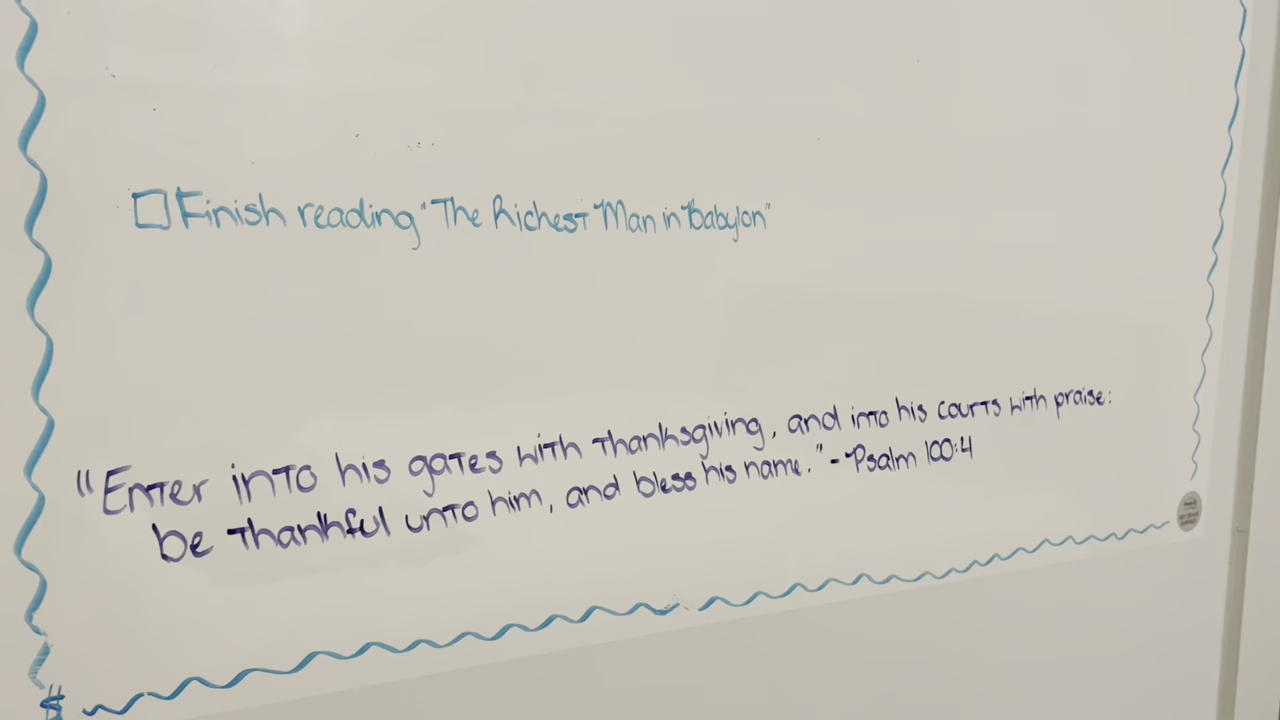 ☐ Finish reading "The Richest Man in Babylon"
"Enter into his gates with thanksgiving, and into his courts with praise:
be thankful unto him, and bless his name." - Psalm 100:4
$